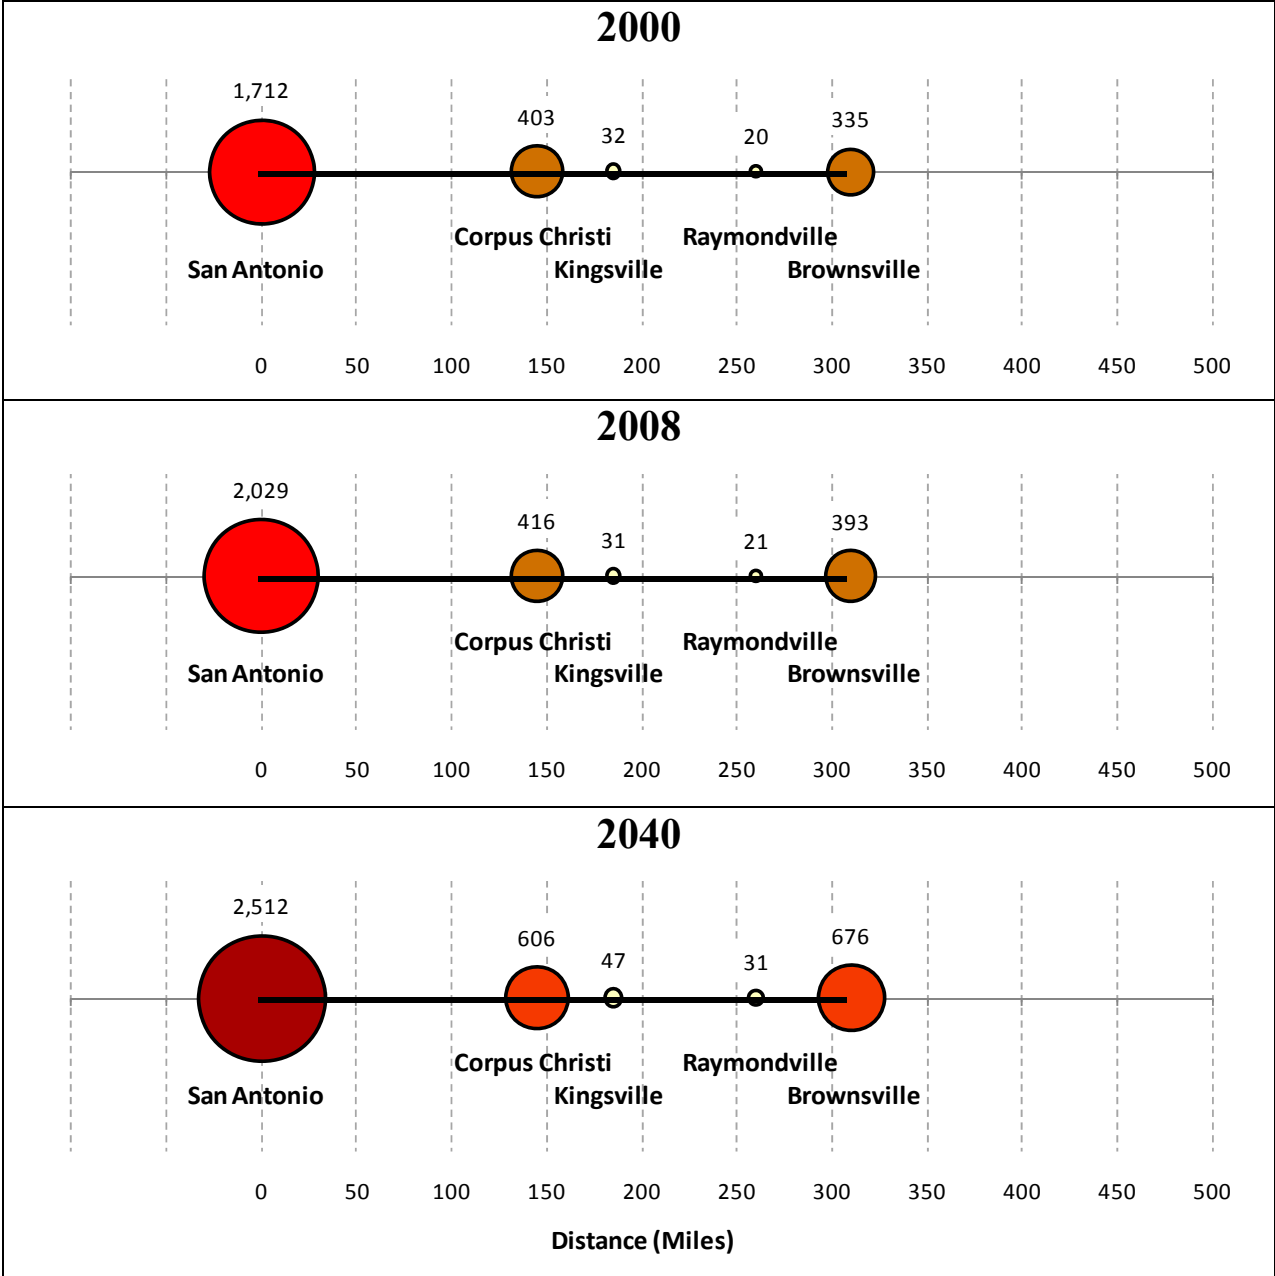 2000
1,712
403
32
20
335
Corpus Christi Raymondville
San Antonio Kingsville Brownsville
0 50 100 150 200 250 300 350 400 450 500
2008
2,029
416
31
21
393
Corpus Christi Raymondville
San Antonio Kingsville Brownsville
0 50 100 150 200 250 300 350 400 450 500
2040
2,512
606
47
31
676
Corpus Christi Raymondville
San Antonio Kingsville Brownsville
0 50 100 150 200 250 300 350 400 450 500
Distance (Miles)